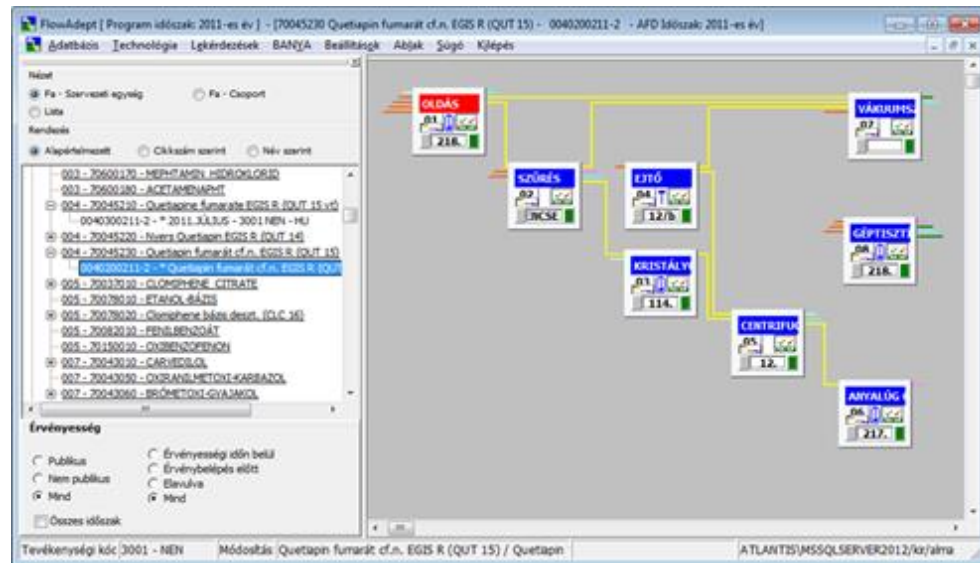 FlowAdept [ Program időszak: 2011-es év ] - [70045230 Quetiapin fumarát cf.n. EGIS R (QUT 15) - 0040200211-2 - AFD Időszak: 2011-es év]
Adatbázis Technológia Lekérdezések BANYA Beállítások Ablak Súgó Kilépés
Nézet
Fa - Szervezeti egység Fa - Csoport
Lista
Rendezés
Alapértelmezett Cikkszám szerint Név szerint
003 - 70600170 - MEPHTAMIN HIDROKLORID
003 - 70600180 - ACETAMENAPHT
004 - 70045210 - Quetiapine fumarate EGIS R (QUT 15 vt)
0040300211-2 - * 2011.JÚLIUS - 3001 NEN - HU
004 - 70045220 - Nyers Quetiapin EGIS R (QUT 14)
004 - 70045230 - Quetiapin fumarát cf.n. EGIS R (QUT 15)
0040200211-2 - * Quetiapin fumarát cf.n. EGIS R (QUT
005 - 70037010 - CLOMIPHENE CITRATE
005 - 70078010 - ETANOL-BÁZIS
005 - 70078020 - Clomiphene bázis deszt. (CLC 16)
005 - 70082010 - FENILBENZOÁT
005 - 70150010 - OXIBENZOFENON
007 - 70043010 - CARVEDILOL
007 - 70043050 - OXIRANILMETOXI-KARBAZOL
007 - 70043060 - BRÓMETOXI-GVAJAKOL
Érvényesség
Publikus
Nem publikus
Mind
Érvényességi időn belül
Érvénybelépés előtt
Elavulva
Mind
Összes időszak
OLDÁS
01
218.
SZŰRÉS
02
EJTŐ
04
12/b
KRISTÁLYO
03
114.
CENTRIFUG
05
12.
ANYALÚG
06
217.
VÁKUUMSZ
07
GÉPTISZTÍ
08
218.
Tevékenységi kód 3001 - NEN Módosítás Quetiapin fumarát cf.n. EGIS R (QUT 15) / Quetiapin ATLANTIS\MSSQLSERVER2012/kir/alma